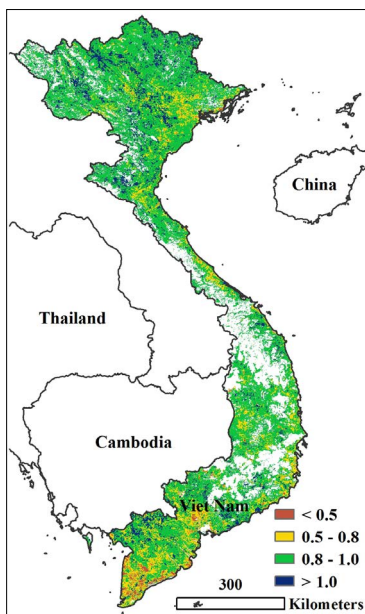 China
Thailand
Cambodia
Viet Nam
< 0.5
0.5 - 0.8
0.8 - 1.0
> 1.0
300
Kilometers